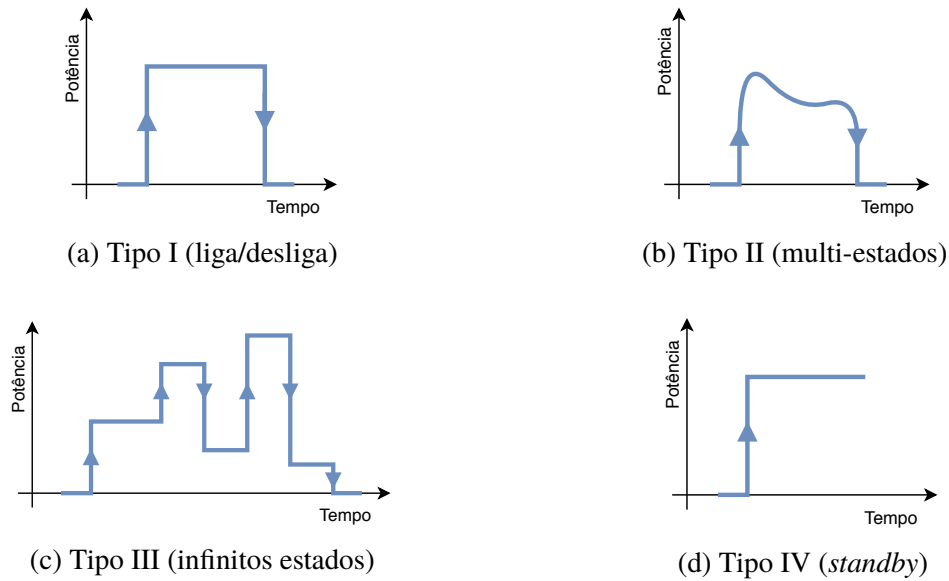 Potência
Tempo
(a) Tipo I (liga/desliga)
Potência
Tempo
(b) Tipo II (multi-estados)
Potência
Tempo
(c) Tipo III (infinitos estados)
Potência
Tempo
(d) Tipo IV (standby)